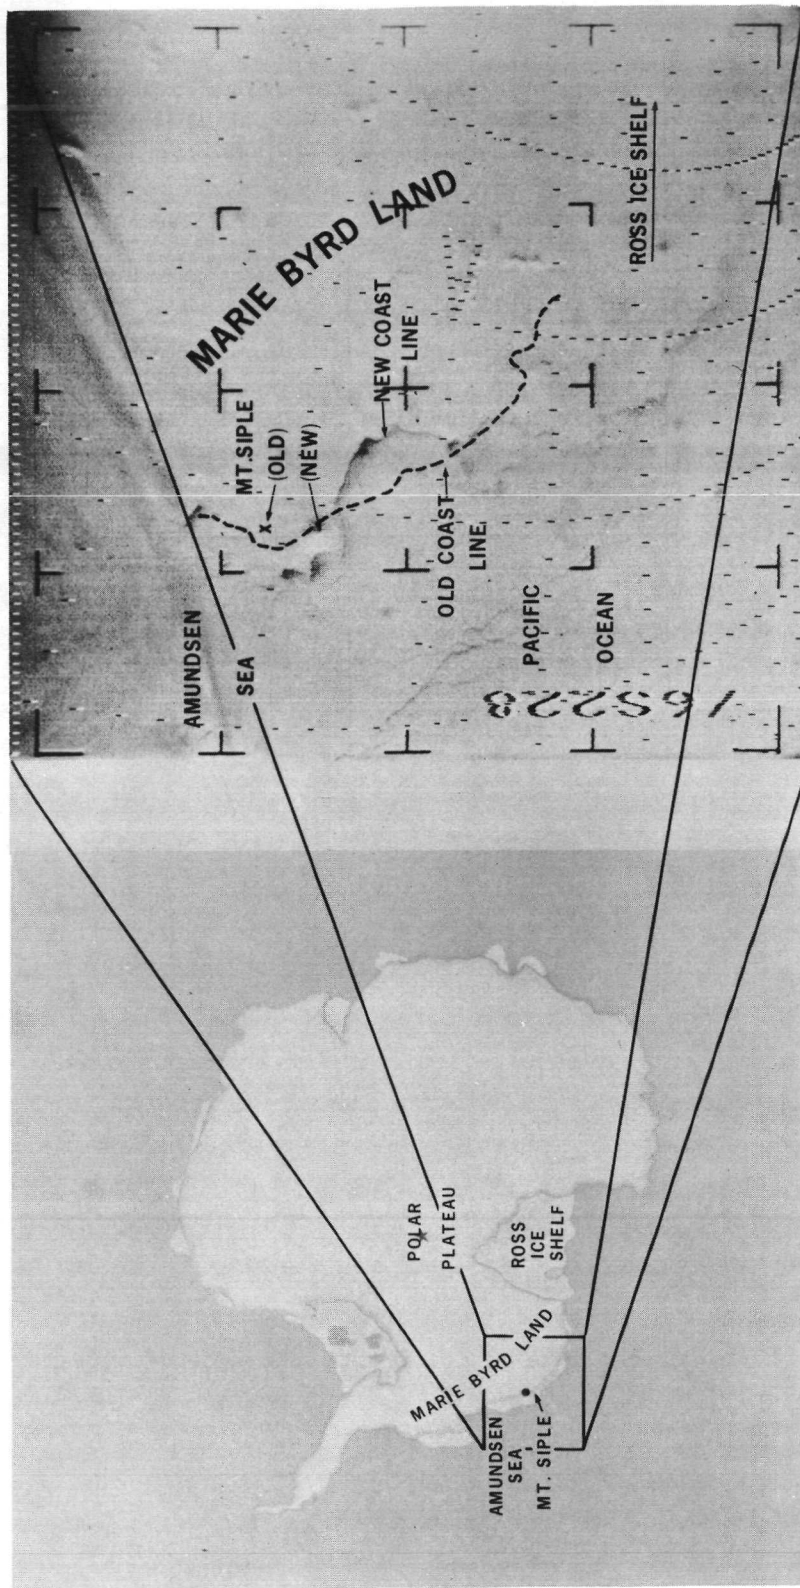 MARIE BYRD LAND
ROSS ICE SHELF
NEW COAST
LINE
MT.SIPLE
(OLD)
(NEW)
OLD COAST
LINE
AMUNDSEN
SEA
PACIFIC
OCEAN
16S228
POLAR
PLATEAU
ROSS
ICE
SHELF
MARIE BYRD LAND
AMUNDSEN
SEA
MT. SIPLE